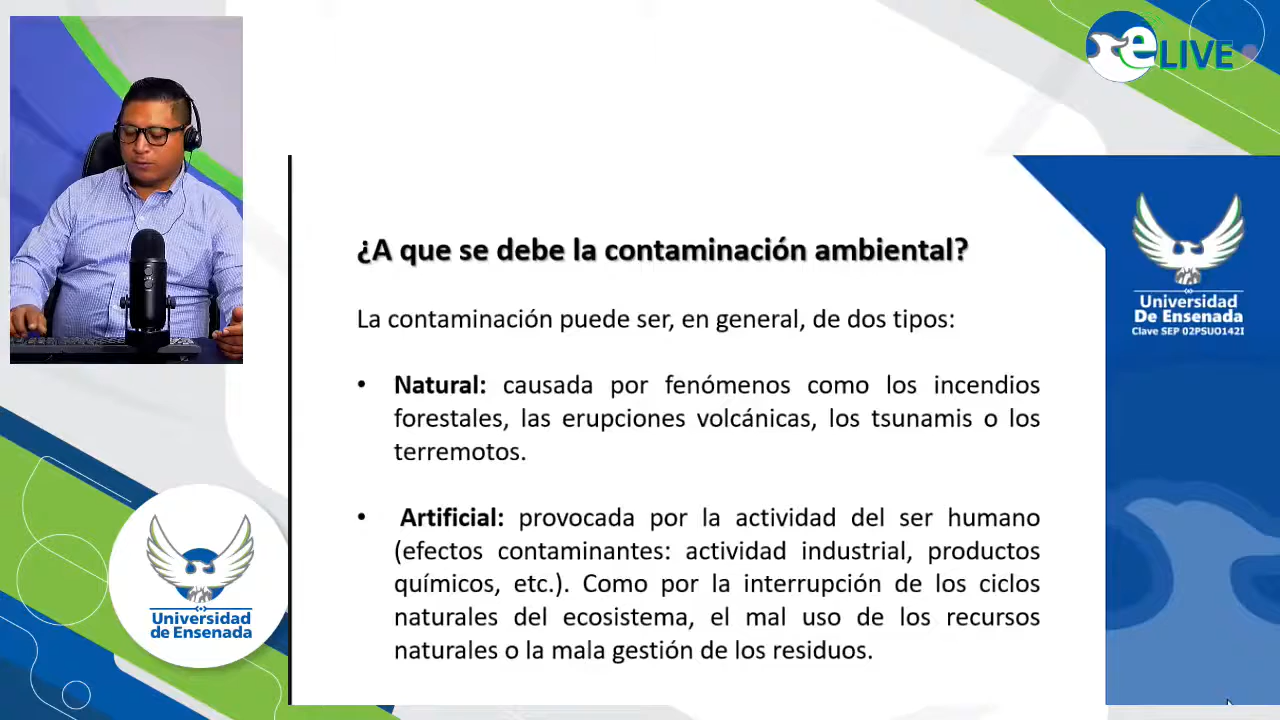 eLIVE
¿A que se debe la contaminación ambiental?
La contaminación puede ser, en general, de dos tipos:
• Natural: causada por fenómenos como los incendios
forestales, las erupciones volcánicas, los tsunamis o los
terremotos.
• Artificial: provocada por la actividad del ser humano
(efectos contaminantes: actividad industrial, productos
químicos, etc.). Como por la interrupción de los ciclos
naturales del ecosistema, el mal uso de los recursos
naturales o la mala gestión de los residuos.
Universidad
De Ensenada
Clave SEP 02PSU0142I
Universidad
de Ensenada